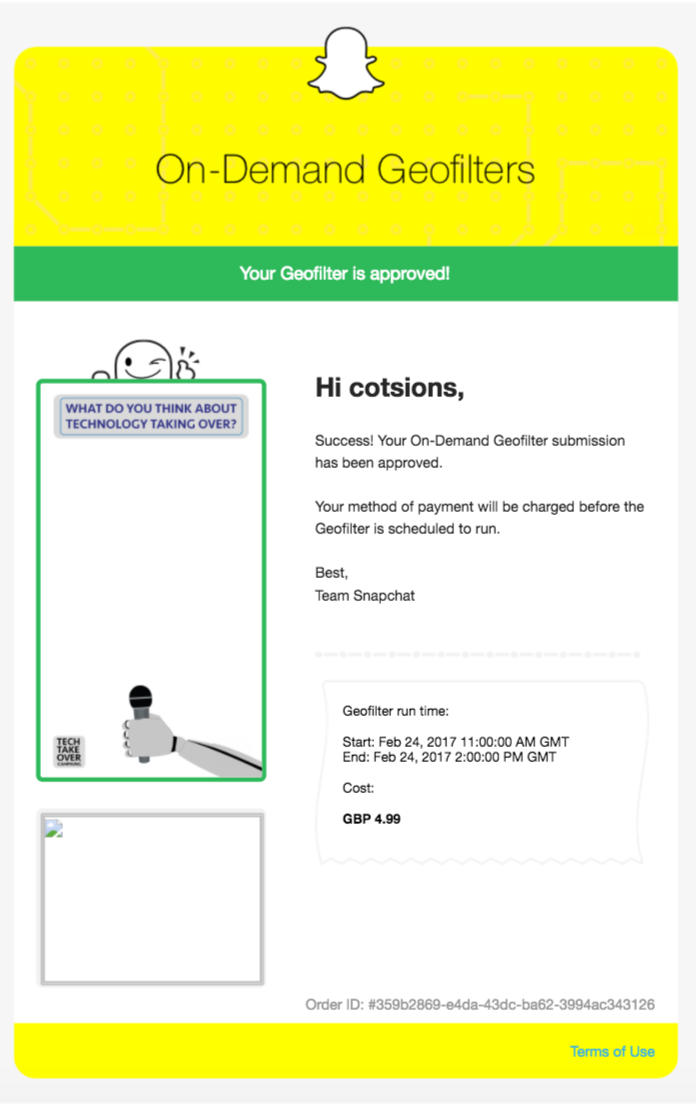 On-Demand Geofilters
Your Geofilter is approved!
WHAT DO YOU THINK ABOUT
TECHNOLOGY TAKING OVER?
TECH
TAKE
OVER
CAMPAIGN
Hi cotsions,
Success! Your On-Demand Geofilter submission
has been approved.
Your method of payment will be charged before the
Geofilter is scheduled to run.
Best,
Team Snapchat
Geofilter run time:
Start: Feb 24, 2017 11:00:00 AM GMT
End: Feb 24, 2017 2:00:00 PM GMT
Cost:
GBP 4.99
Order ID: #359b2869-e4da-43dc-ba62-3994ac343126
Terms of Use